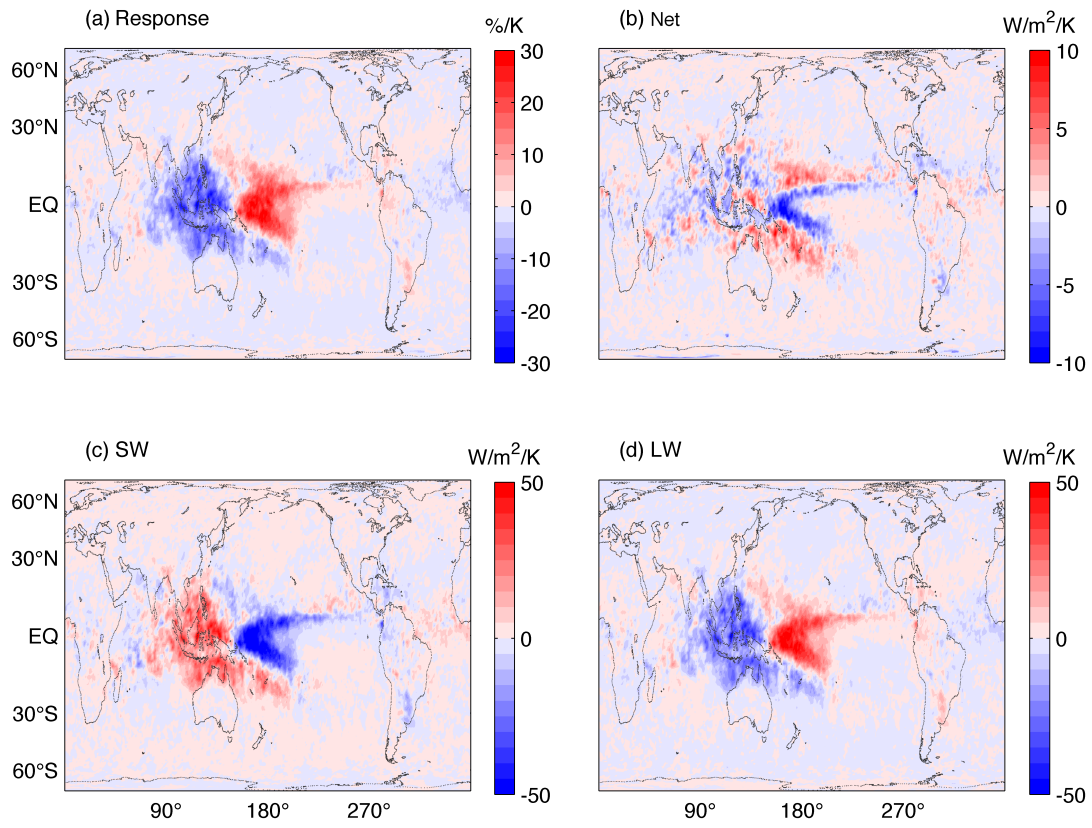 (a) Response
%/K
(b) Net
W/m²/K
60°N
30°N
EQ
30°S
60°S
30
20
10
0
-10
-20
-30
10
5
0
-5
-10
(c) SW
W/m²/K
(d) LW
W/m²/K
60°N
30°N
EQ
30°S
60°S
50
0
-50
50
0
-50
90° 180° 270°
90° 180° 270°